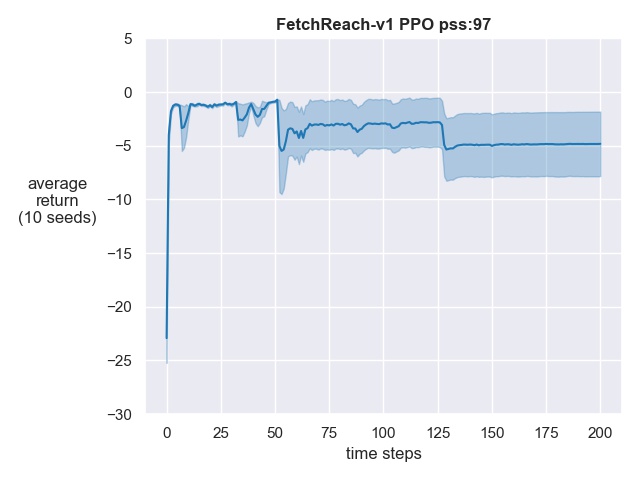 FetchReach-v1 PPO pss:97
5
0
−5
−10
−15
−20
−25
−30
average
return
(10 seeds)
0 25 50 75 100 125 150 175 200
time steps